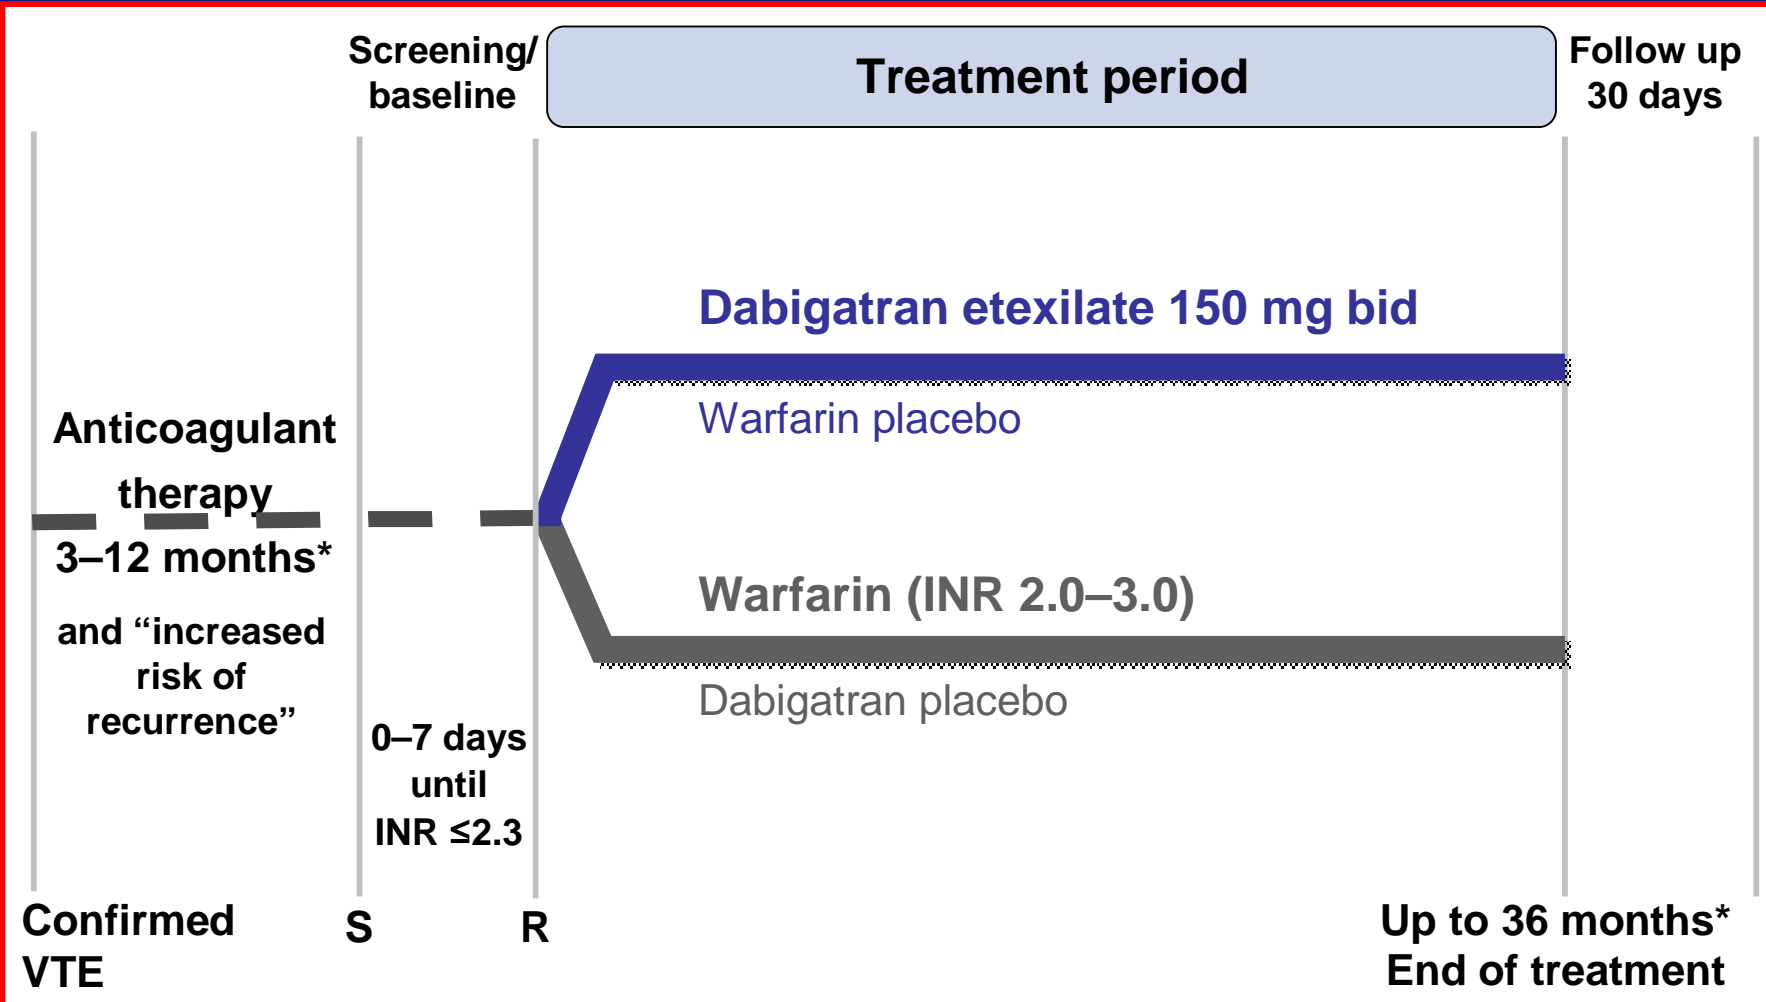 Screening/
baseline
Treatment period
Follow up
30 days
Dabigatran etexilate 150 mg bid
Warfarin placebo
Anticoagulant
therapy
3–12 months*
and “increased
risk of
recurrence”
Warfarin (INR 2.0–3.0)
Dabigatran placebo
0–7 days
until
INR ≤2.3
Confirmed
VTE
S
R
Up to 36 months*
End of treatment